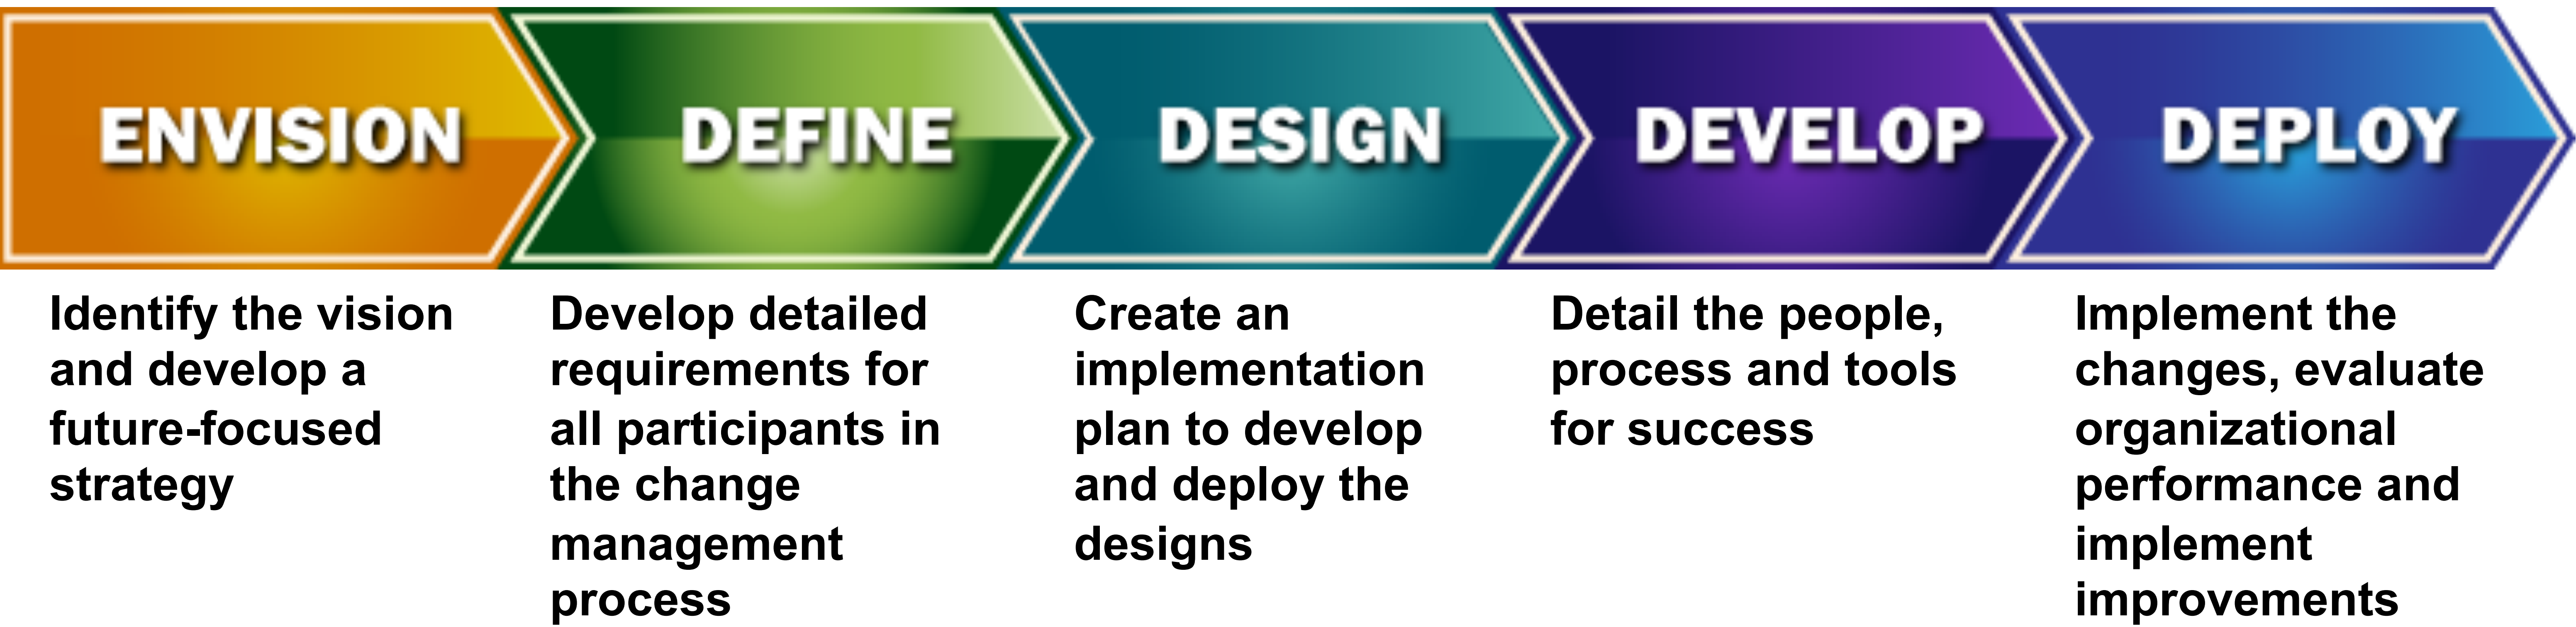 ENVISION
DEFINE
DESIGN
DEVELOP
DEPLOY
Identify the vision
and develop a
future-focused
strategy
Develop detailed
requirements for
all participants in
the change
management
process
Create an
implementation
plan to develop
and deploy the
designs
Detail the people,
process and tools
for success
Implement the
changes, evaluate
organizational
performance and
implement
improvements